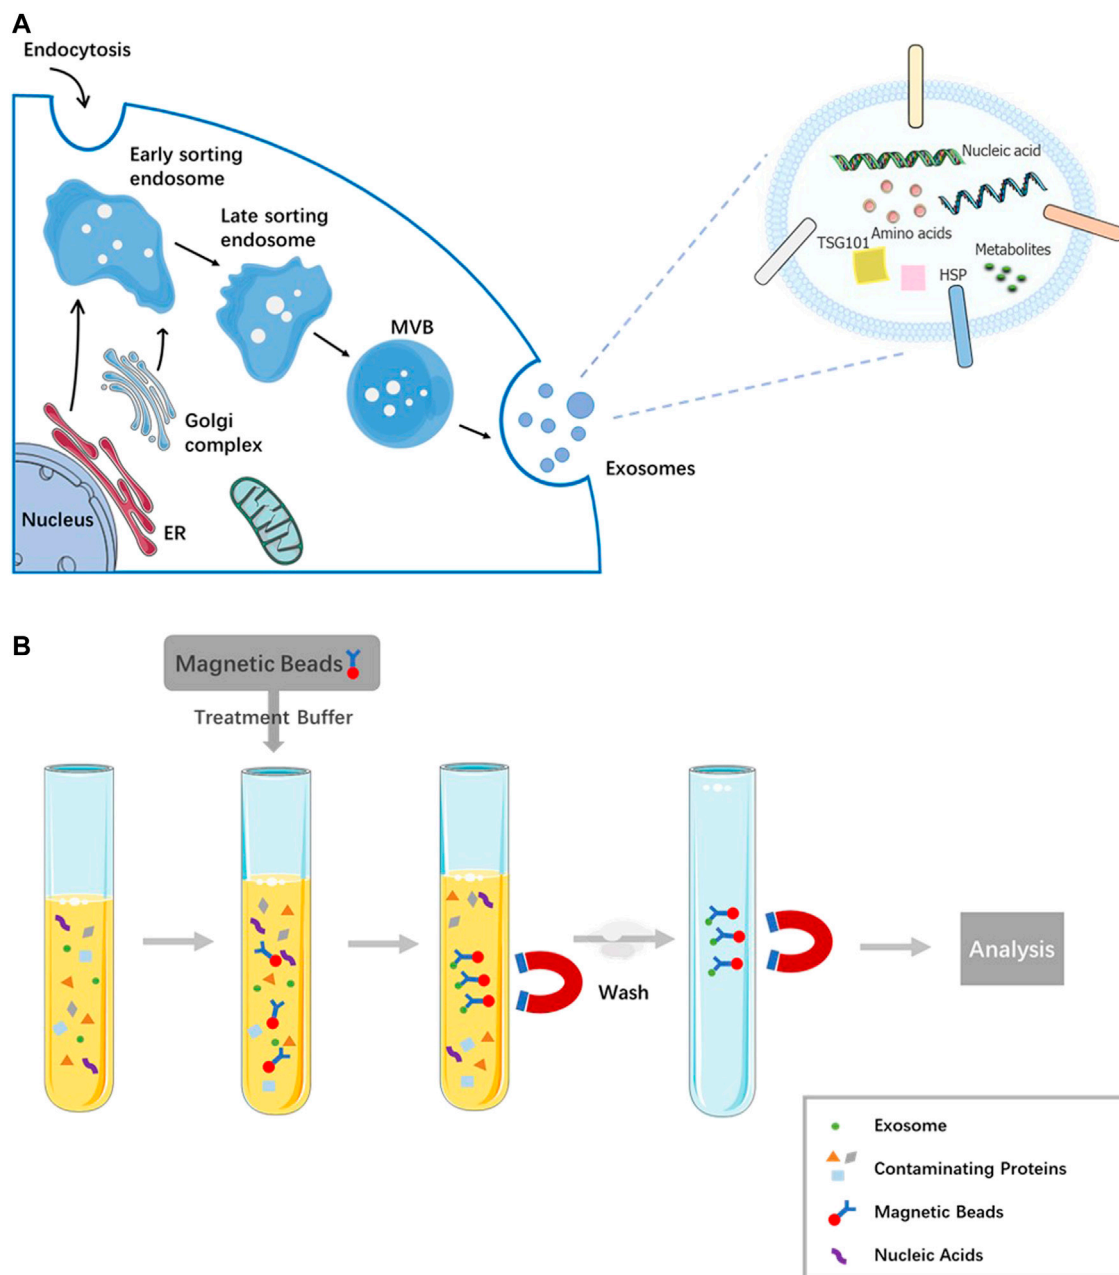 A
Endocytosis
Early sorting
endosome
Late sorting
endosome
MVB
Golgi
complex
Nucleus
ER
Exosomes
Nucleic acid
Amino acids
TSG101
Metabolites
HSP
B
Magnetic Beads
Treatment Buffer
Wash
Analysis
Exosome
Contaminating Proteins
Magnetic Beads
Nucleic Acids